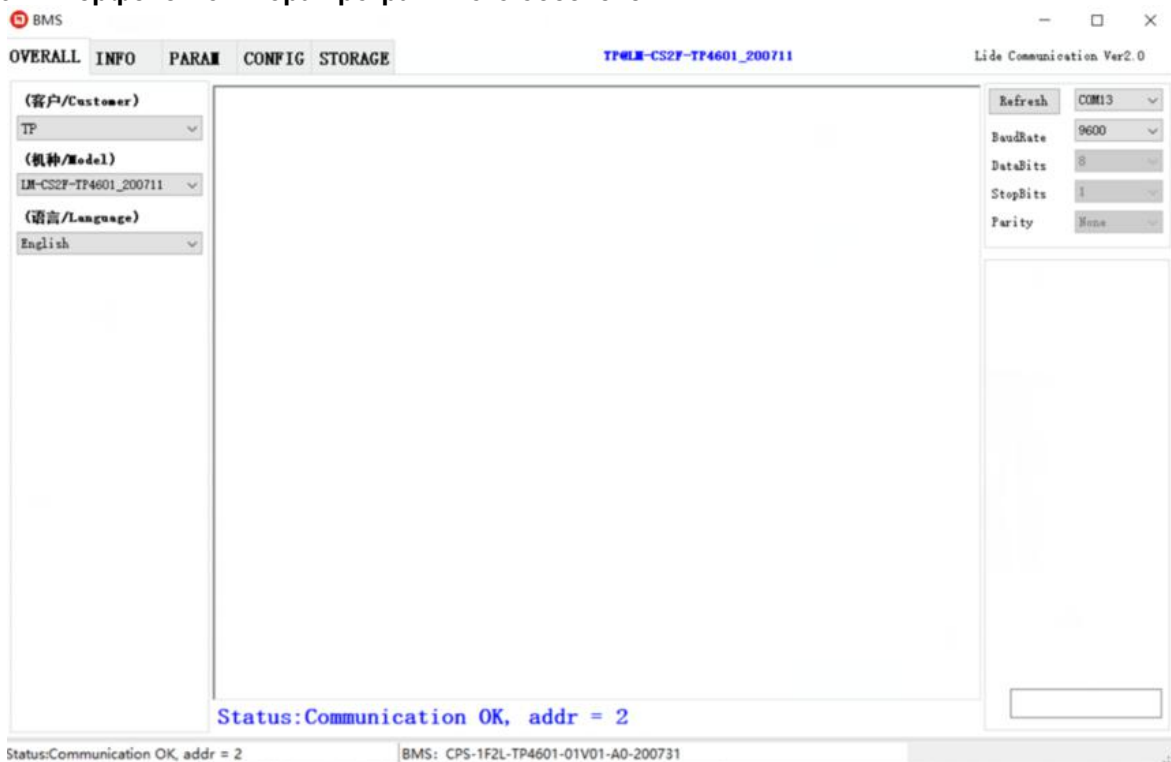 BMS
OVERALL INFO PARAM CONFIG STORAGE
TP@LM-CS2F-TP4601_200711
Lide Communication Ver2.0
(客户/Customer)
TP
(机种/Model)
LM-CS2F-TP4601_200711
(语言/Language)
English
Refresh COM13
BaudRate 9600
DataBits 8
StopBits 1
Parity None
Status:Communication OK, addr = 2
Status:Communication OK, addr = 2
BMS: CPS-1F2L-TP4601-01V01-A0-200731